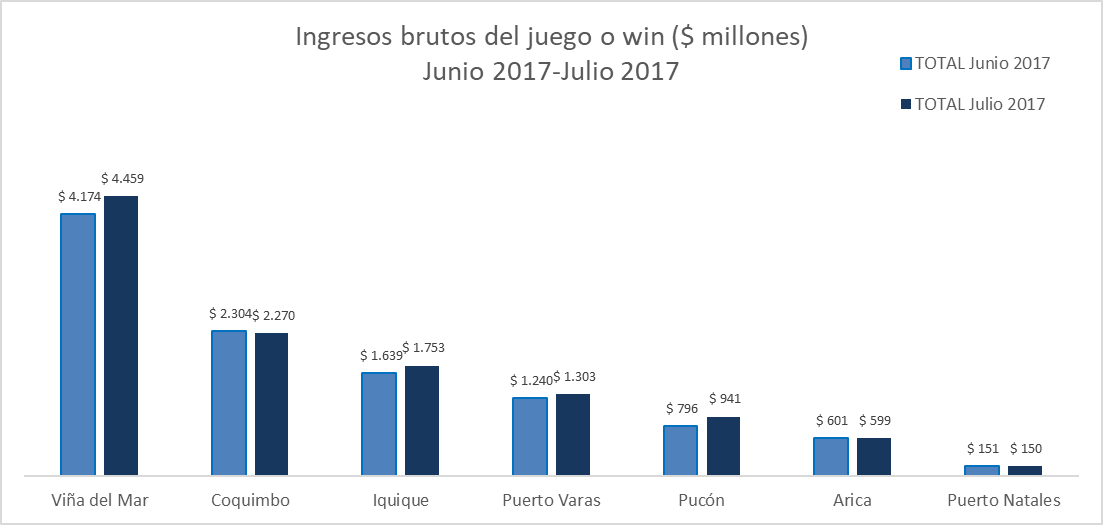 Ingresos brutos del juego o win ($ millones)
Junio 2017-Julio 2017
TOTAL Junio 2017
TOTAL Julio 2017
$ 4.174
$ 4.459
$ 2.304
$ 2.270
$ 1.639
$ 1.753
$ 1.240
$ 1.303
$ 796
$ 941
$ 601
$ 599
$ 151
$ 150
Viña del Mar
Coquimbo
Iquique
Puerto Varas
Pucón
Arica
Puerto Natales